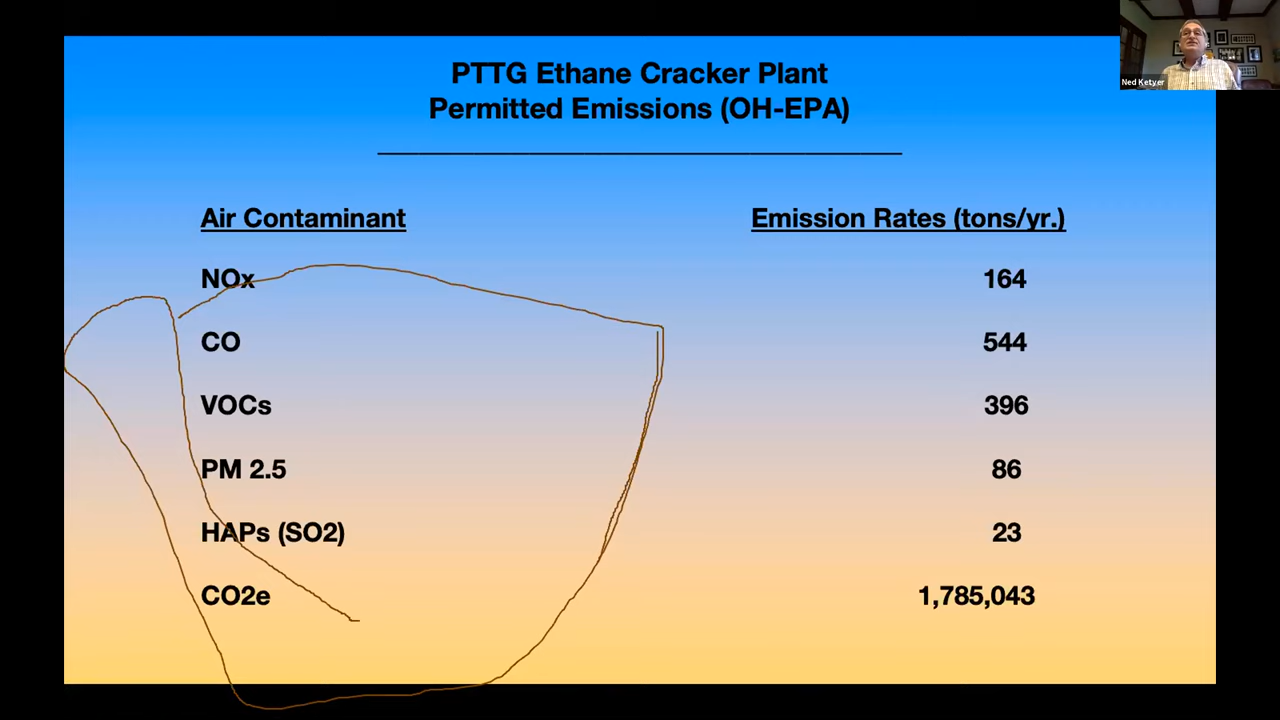 PTTG Ethane Cracker Plant
Permitted Emissions (OH-EPA)
Air Contaminant Emission Rates (tons/yr.)
NOx 164
CO 544
VOCs 396
PM 2.5 86
HAPs (SO2) 23
CO2e 1,785,043
Ned Ketyer